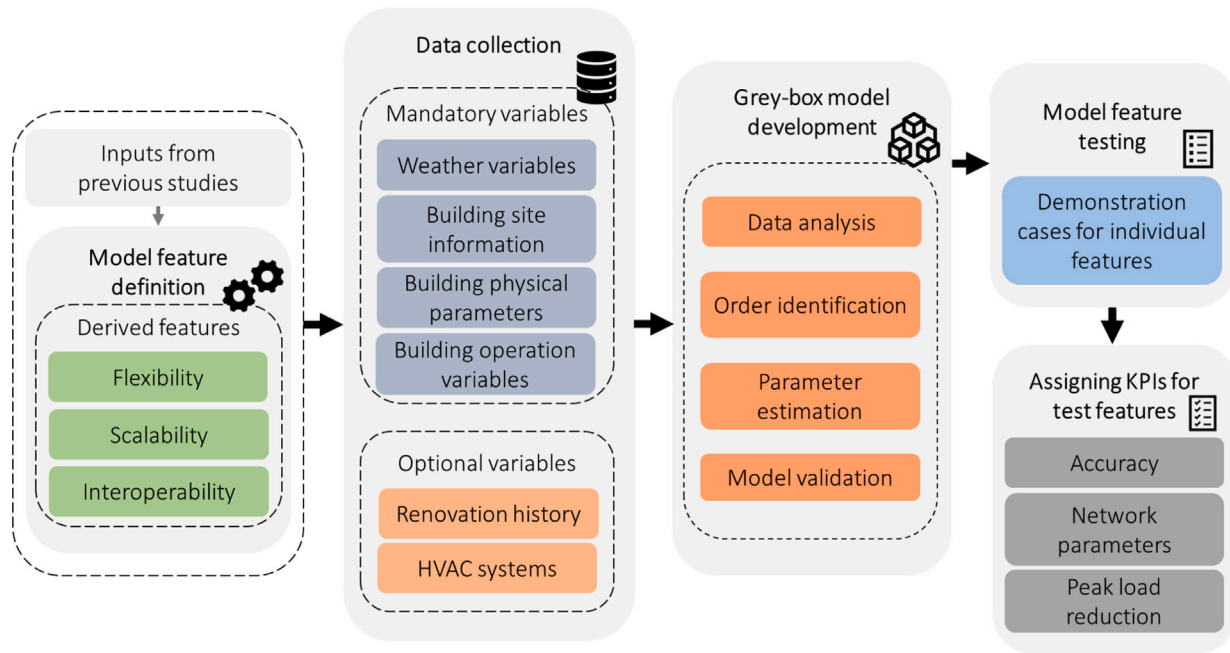 Inputs from
previous studies
Model feature
definition
Derived features
Flexibility
Scalability
Interoperability
Data collection
Mandatory variables
Weather variables
Building site
information
Building physical
parameters
Building operation
variables
Optional variables
Renovation history
HVAC systems
Grey-box model
development
Data analysis
Order identification
Parameter
estimation
Model validation
Model feature
testing
Demonstration
cases for individual
features
Assigning KPIs for
test features
Accuracy
Network
parameters
Peak load
reduction